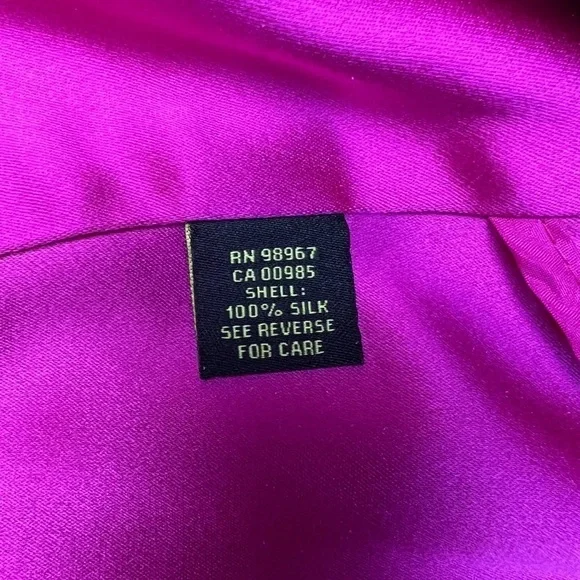 RN 98967
CA 00985
SHELL:
100% SILK
SEE REVERSE
FOR CARE